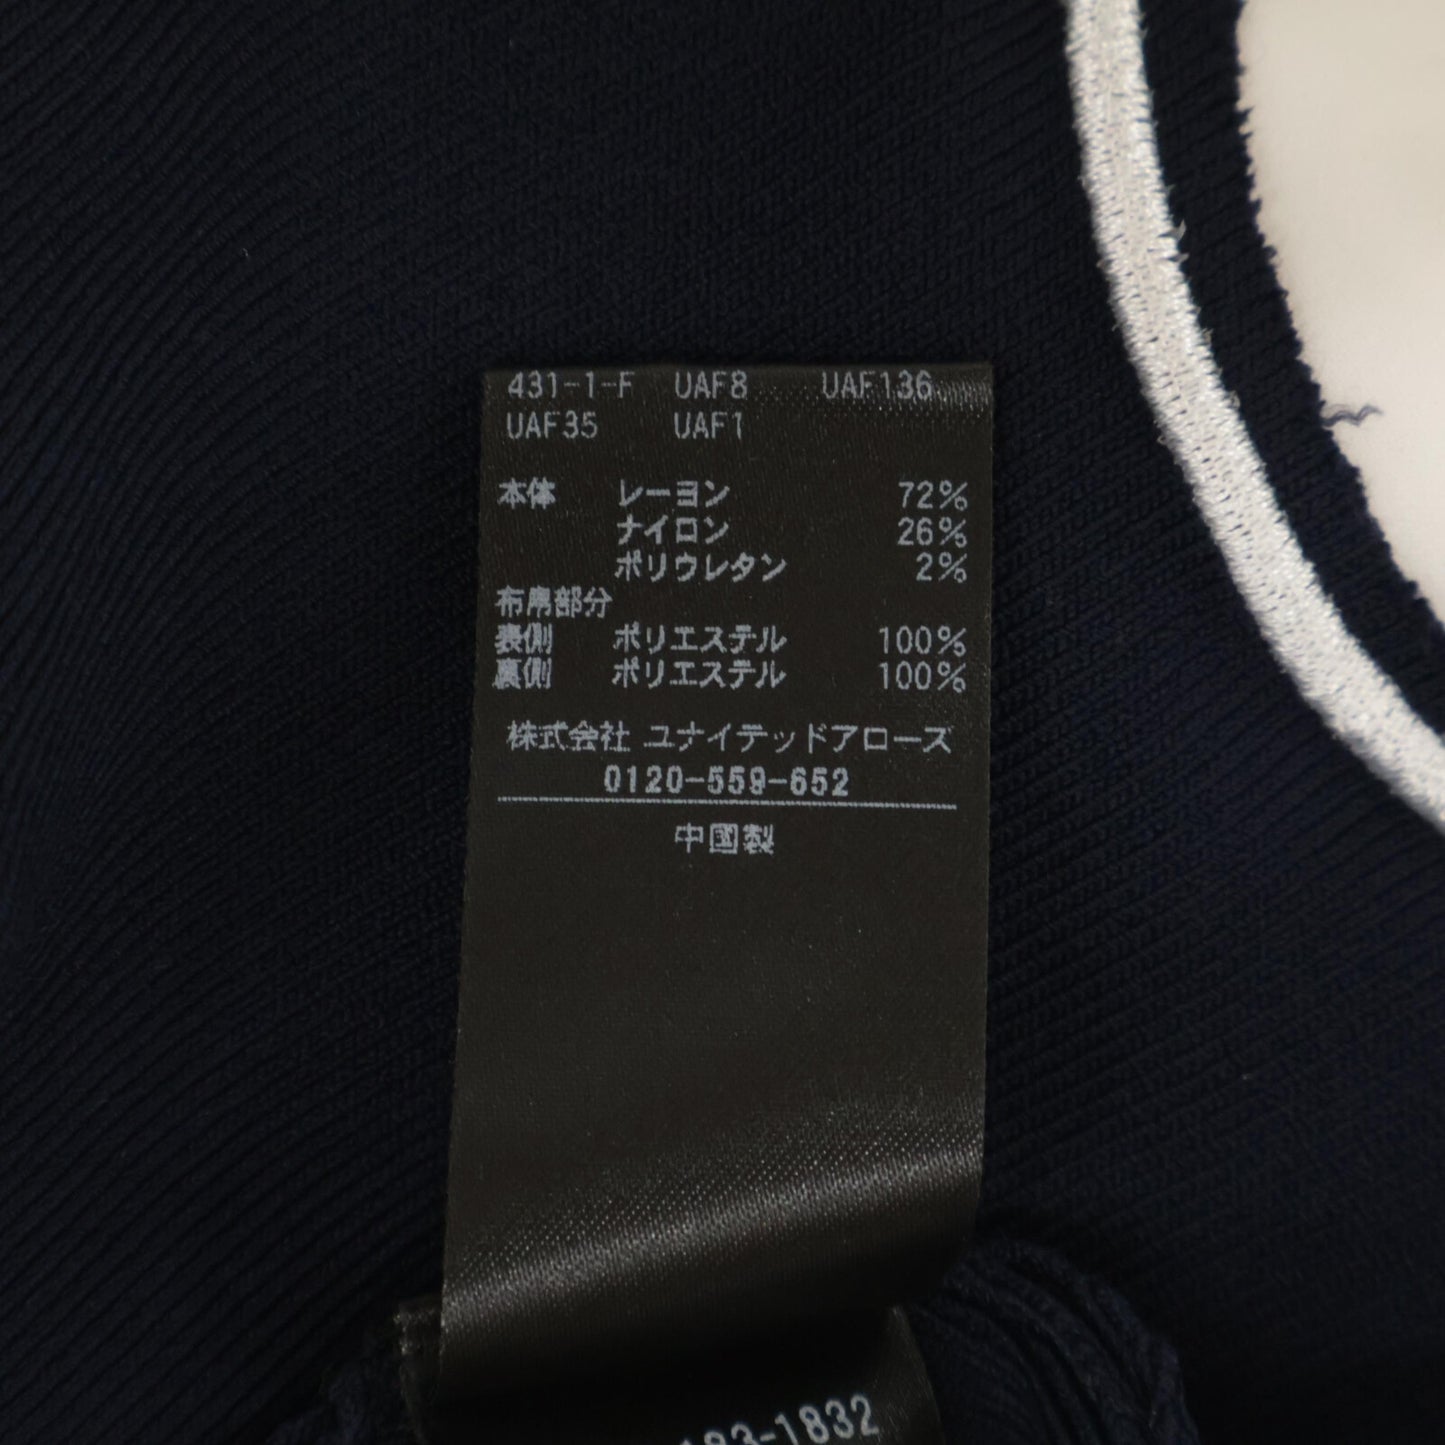 431-1-F UAF8 UAF136
UAF35 UAF1
本体 レーヨン 72%
ナイロン 26%
ポリウレタン 2%
布帛部分
表側 ポリエステル 100%
裏側 ポリエステル 100%
株式会社 ユナイテッドアローズ
0120-559-652
中国製
183-1832